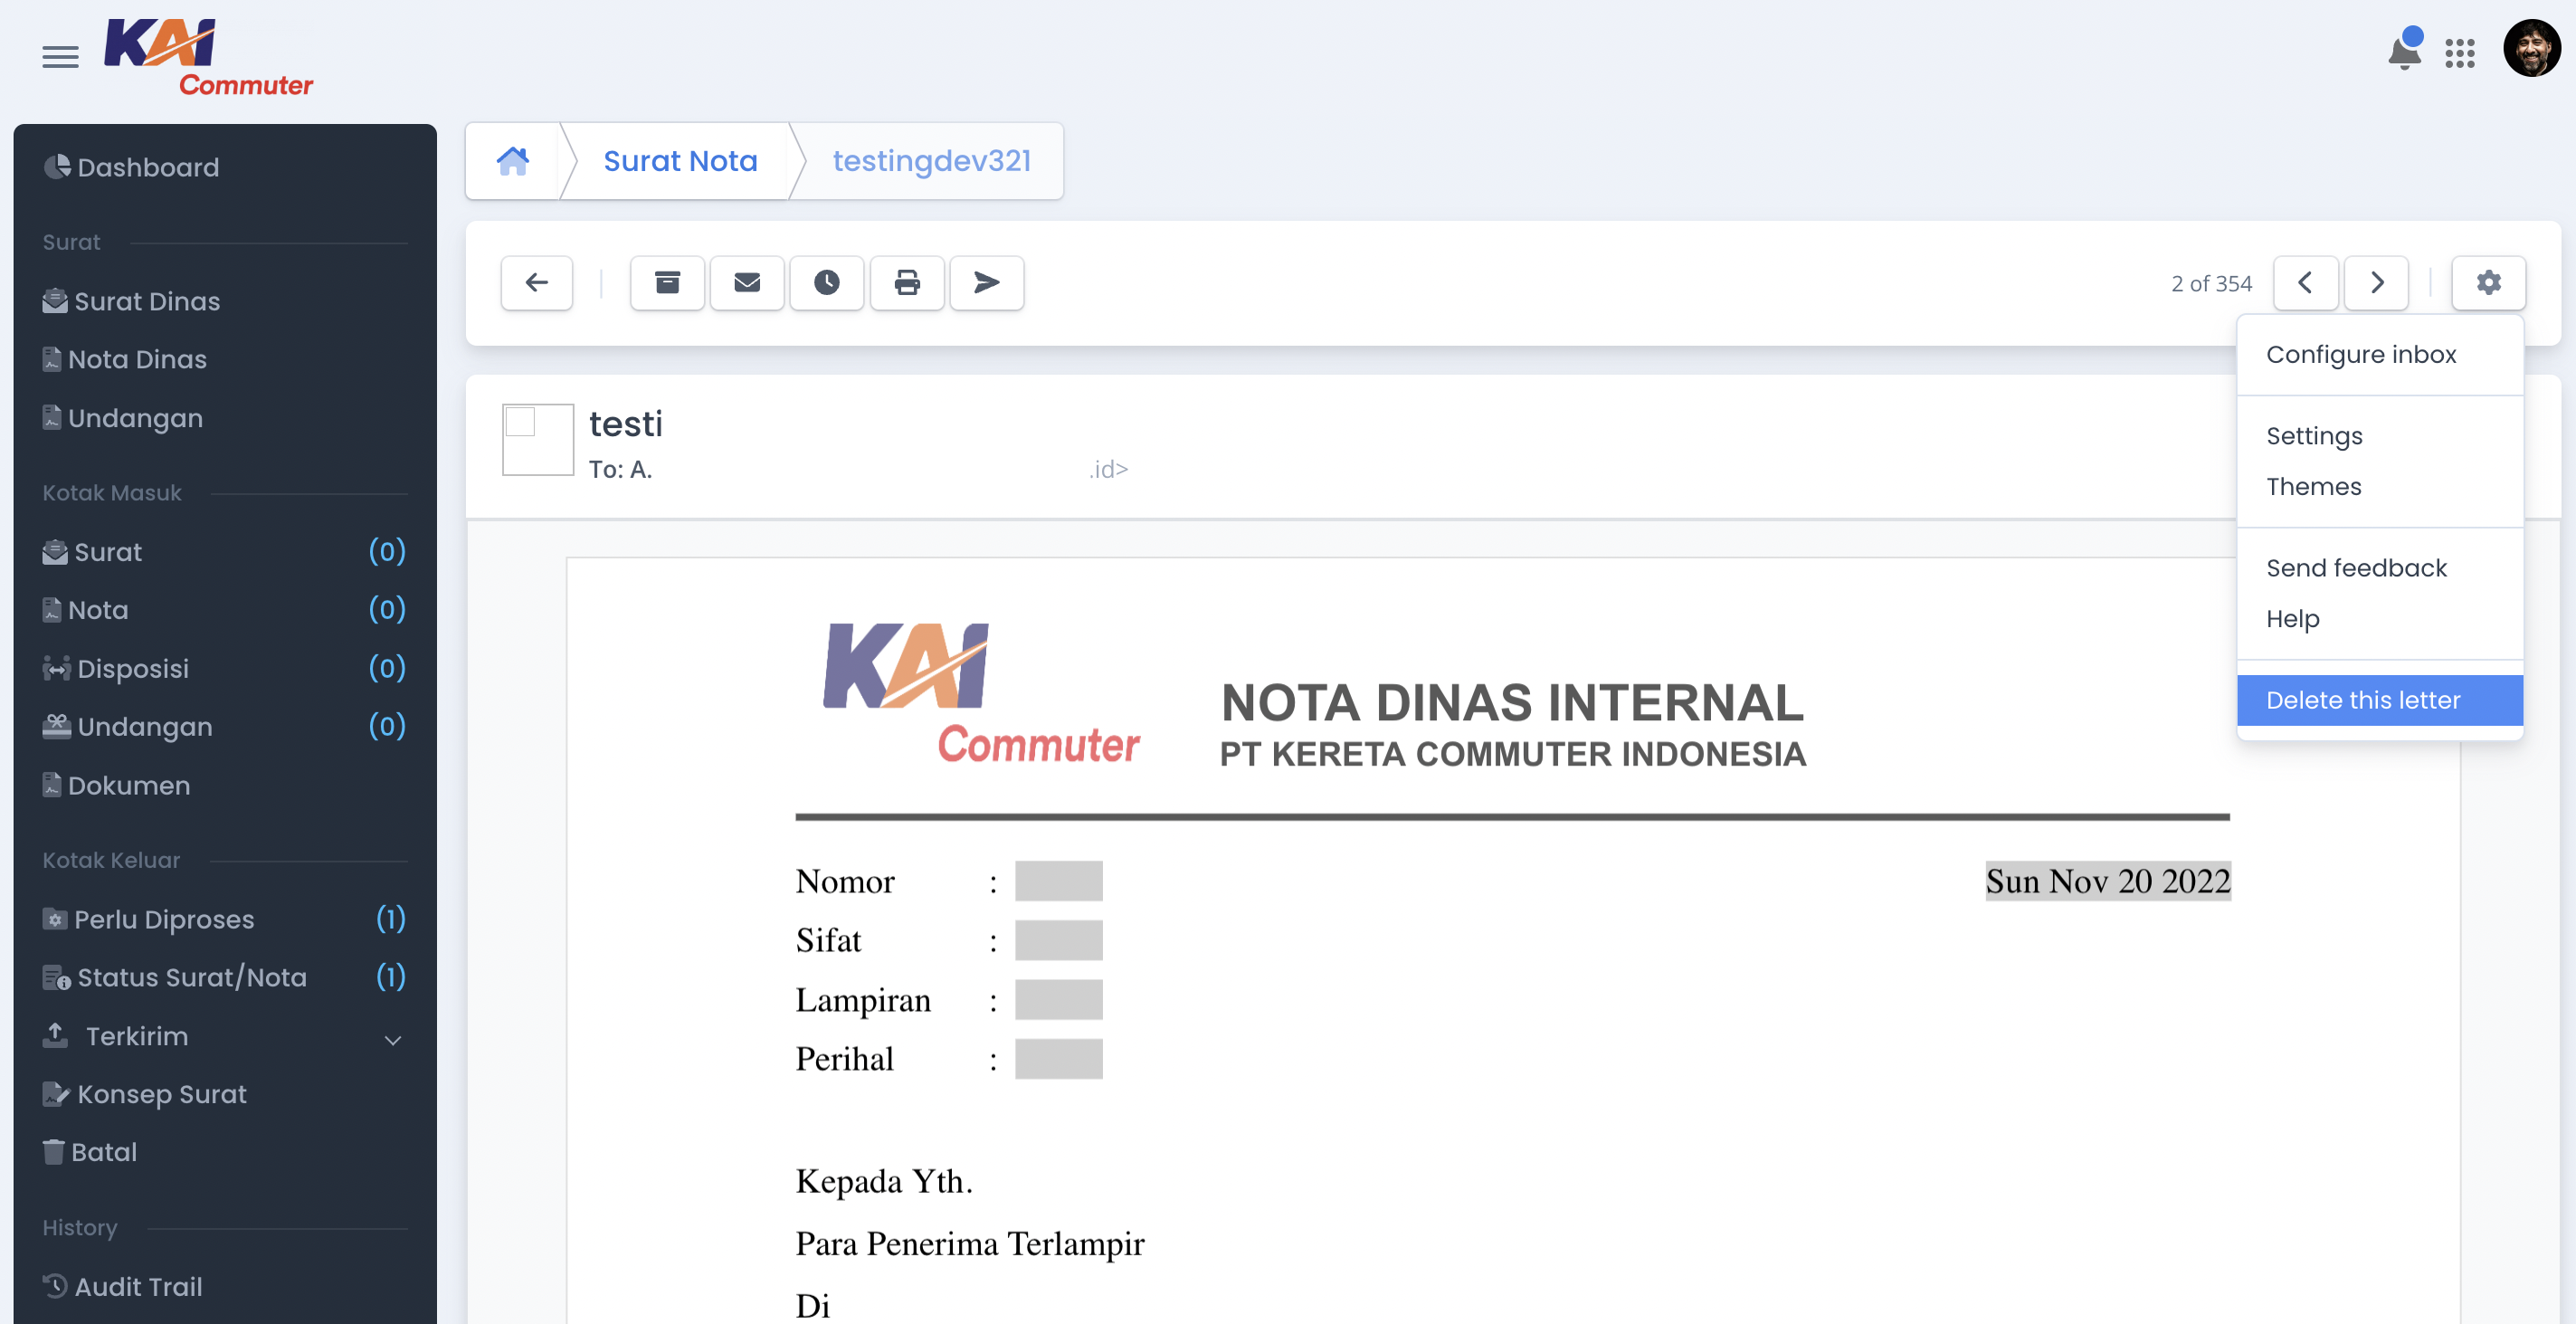 KAI
Commuter
Dashboard
Surat
Surat Dinas
Nota Dinas
Undangan
Kotak Masuk
Surat (0)
Nota (0)
Disposisi (0)
Undangan (0)
Dokumen
Kotak Keluar
Perlu Diproses (1)
Status Surat/Nota (1)
Terkirim
Konsep Surat
Batal
History
Audit Trail
Surat Nota
testingdev321
2 of 354
Configure inbox
Settings
Themes
Send feedback
Help
Delete this letter
testi
To: A. .id>
KAI
Commuter
NOTA DINAS INTERNAL
PT KERETA COMMUTER INDONESIA
Nomor : Sun Nov 20 2022
Sifat :
Lampiran :
Perihal :
Kepada Yth.
Para Penerima Terlampir
Di